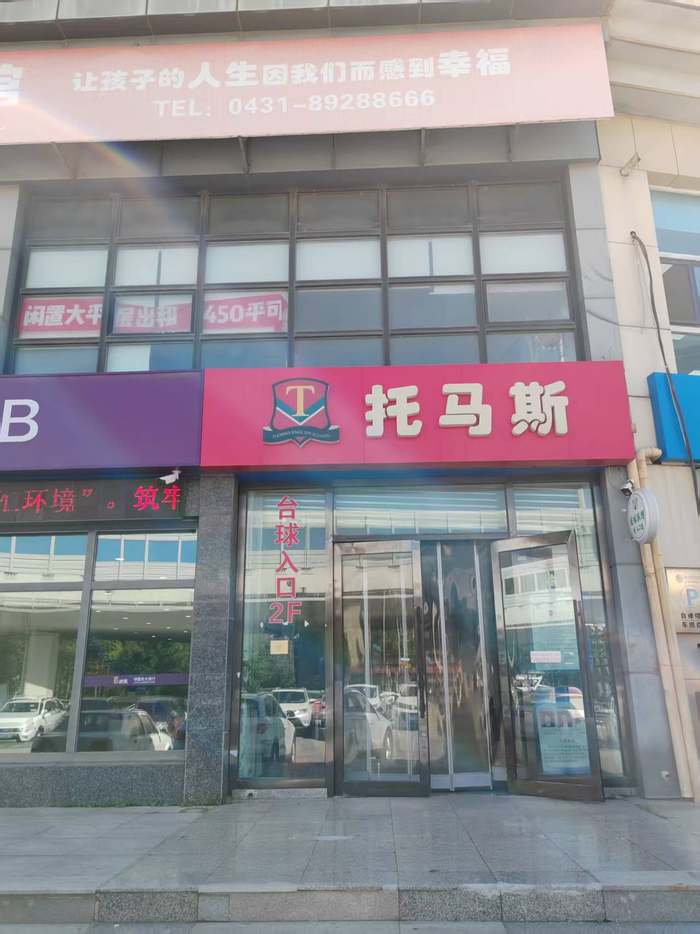 让孩子的人生因我们而感到幸福
TEL: 0431-89288666
闲置大平层出租 450平可
B
T
托马斯
环境”。筑牢
台球入口
2F
P